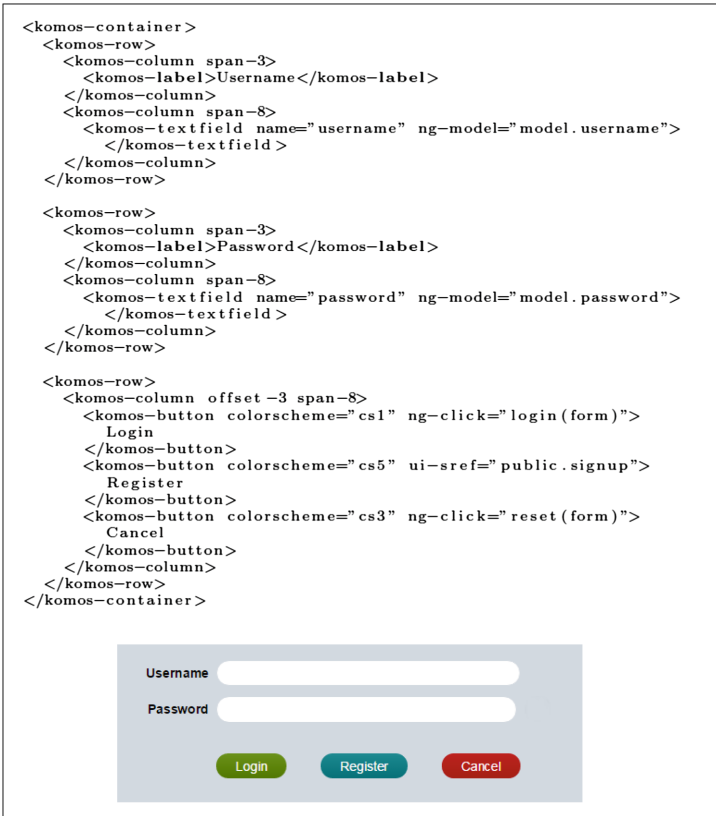 <komos-container>
<komos-row>
<komos-column span-3>
<komos-label>Username</komos-label>
</komos-column>
<komos-column span-8>
<komos-textfield name="username" ng-model="model.username">
</komos-textfield>
</komos-column>
</komos-row>
<komos-row>
<komos-column span-3>
<komos-label>Password</komos-label>
</komos-column>
<komos-column span-8>
<komos-textfield name="password" ng-model="model.password">
</komos-textfield>
</komos-column>
</komos-row>
<komos-row>
<komos-column offset-3 span-8>
<komos-button colorscheme="cs1" ng-click="login(form)">
Login
</komos-button>
<komos-button colorscheme="cs5" ui-sref="public.signup">
Register
</komos-button>
<komos-button colorscheme="cs3" ng-click="reset(form)">
Cancel
</komos-button>
</komos-column>
</komos-row>
</komos-container>
Username
Password
Login Register Cancel